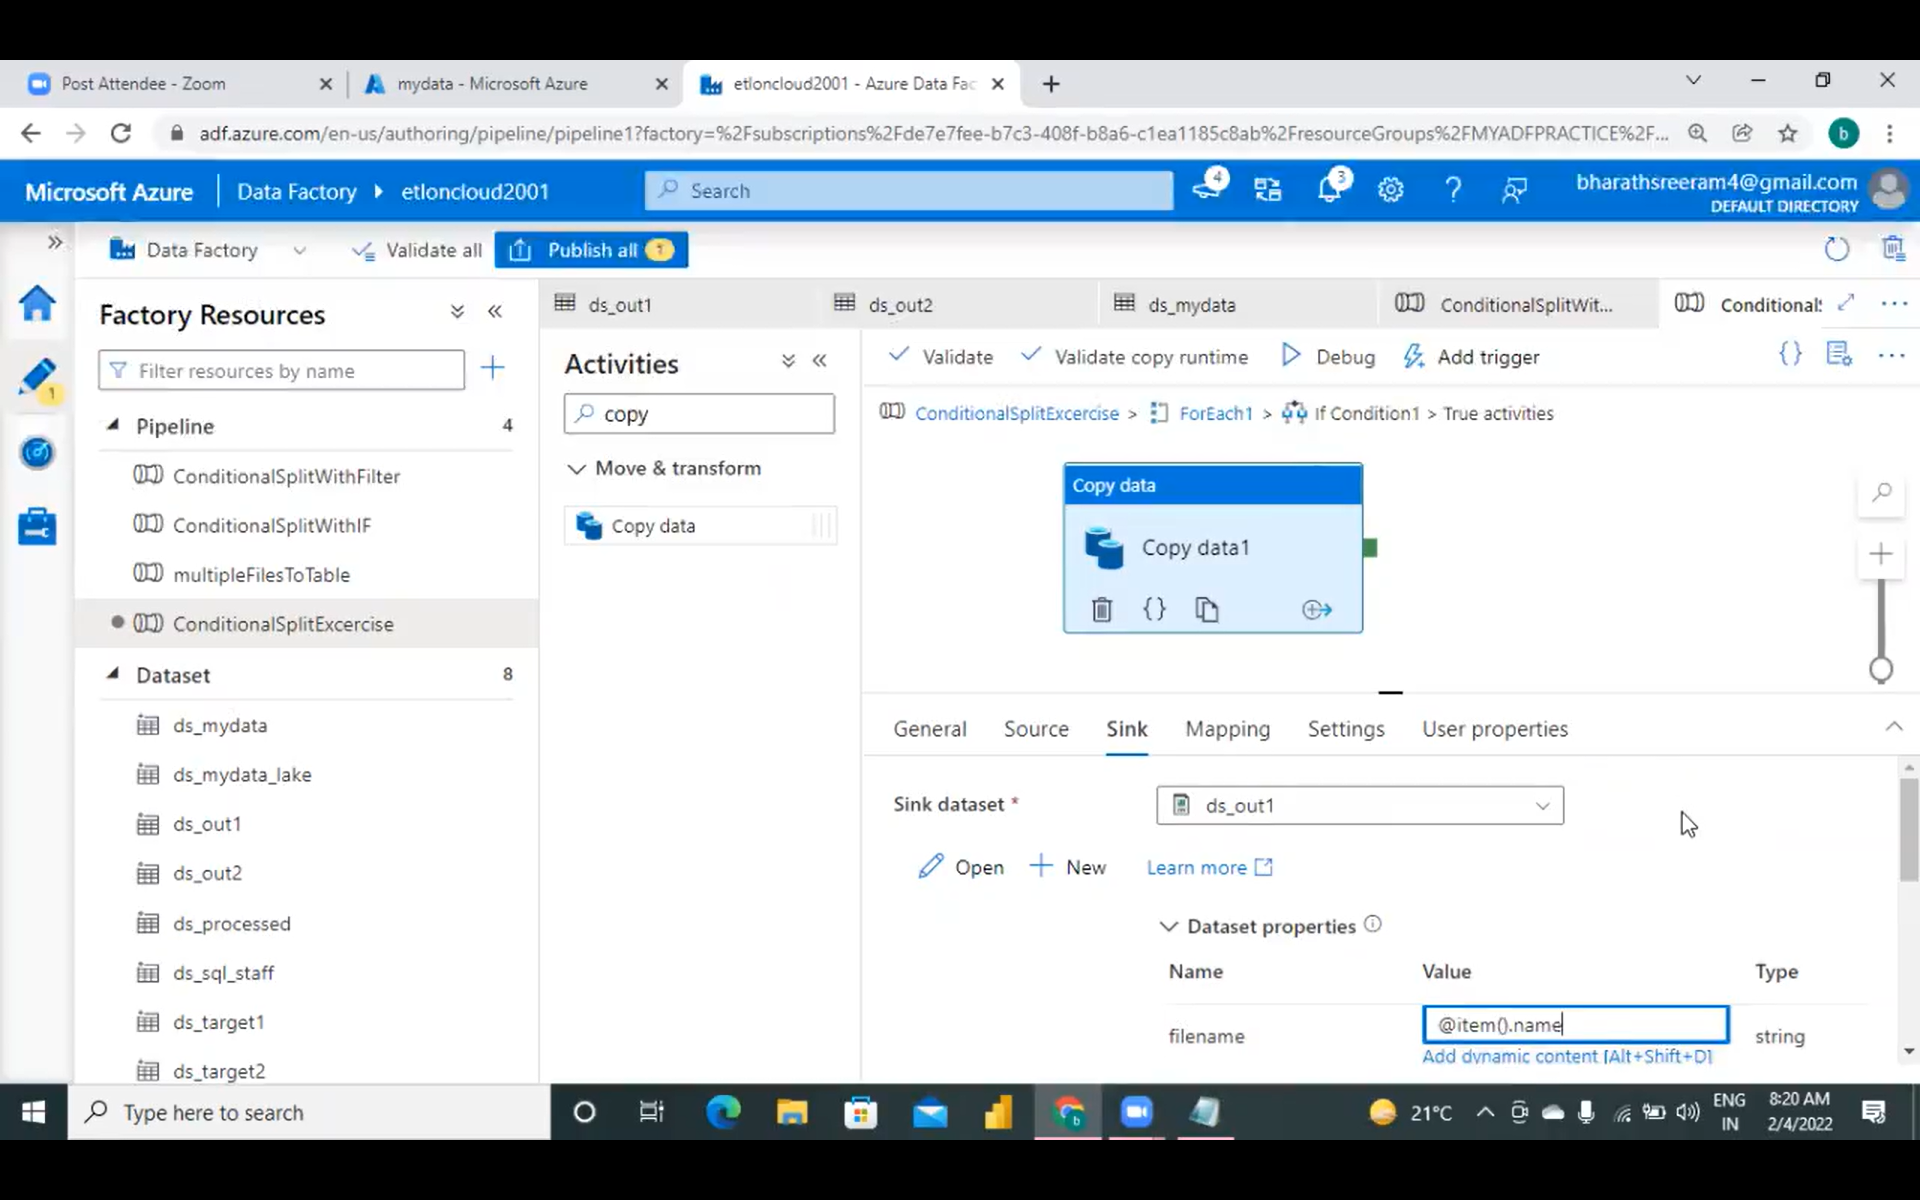 Post Attendee - Zoom
mydata - Microsoft Azure
etloncloud2001 - Azure Data Fac
adf.azure.com/en-us/authoring/pipeline/pipeline1?factory=%2Fsubscriptions%2Fde7e7fee-b7c3-408f-b8a6-c1ea1185c8ab%2FresourceGroups%2FMYADFPRACTICE%2F...
b
Microsoft Azure
Data Factory
etloncloud2001
Search
4
3
bharathsreeram4@gmail.com
DEFAULT DIRECTORY
Data Factory
Validate all
Publish all 1
1
Factory Resources
Filter resources by name
Pipeline 4
ConditionalSplitWithFilter
ConditionalSplitWithIF
multipleFilesToTable
ConditionalSplitExcercise
Dataset 8
ds_mydata
ds_mydata_lake
ds_out1
ds_out2
ds_processed
ds_sql_staff
ds_target1
ds_target2
ds_out1
ds_out2
ds_mydata
ConditionalSplitWit...
Conditional
Activities
copy
Move & transform
Copy data
Validate
Validate copy runtime
Debug
Add trigger
ConditionalSplitExcercise > ForEach1 > If Condition1 > True activities
Copy data
Copy data1
General
Source
Sink
Mapping
Settings
User properties
Sink dataset *
ds_out1
Open
New
Learn more
Dataset properties
Name
Value
Type
filename
@item().name
string
Add dynamic content [Alt+Shift+D]
Type here to search
21°C
ENG
IN
8:20 AM
2/4/2022